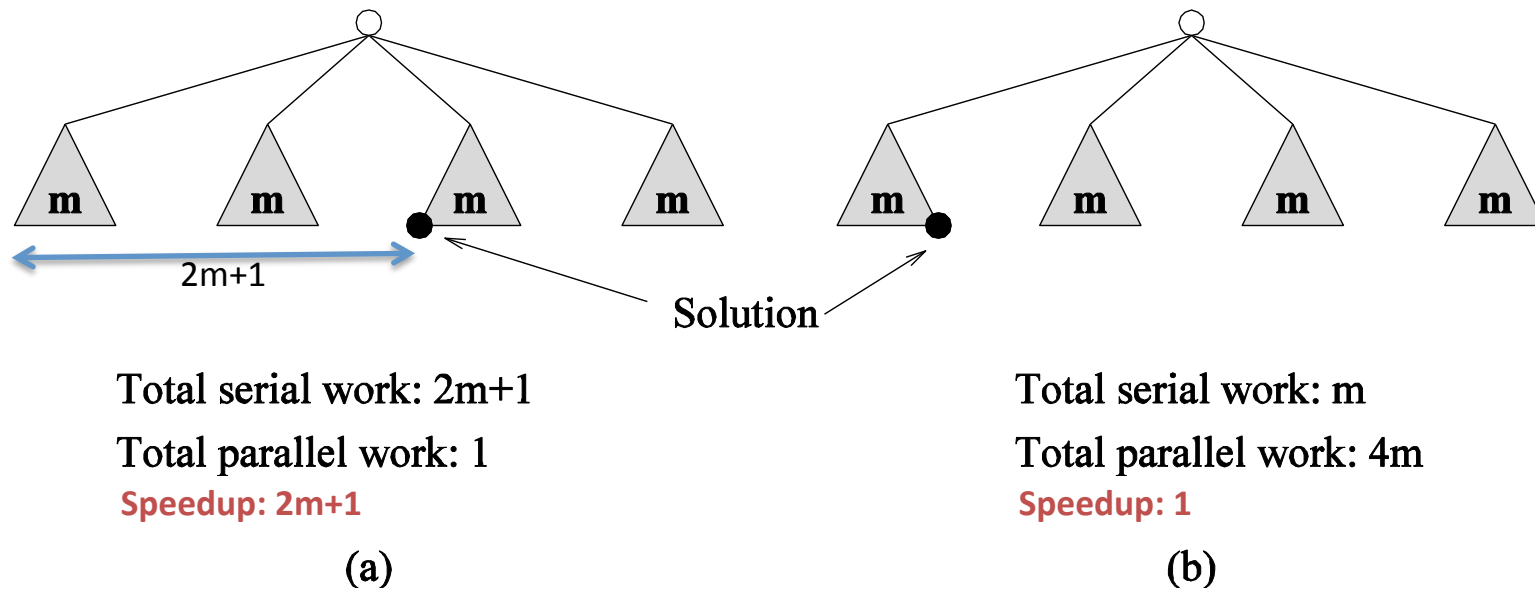 m
m
m
m
2m+1
m
m
m
m
Solution
Total serial work: 2m+1
Total parallel work: 1
Speedup: 2m+1
(a)
Total serial work: m
Total parallel work: 4m
Speedup: 1
(b)